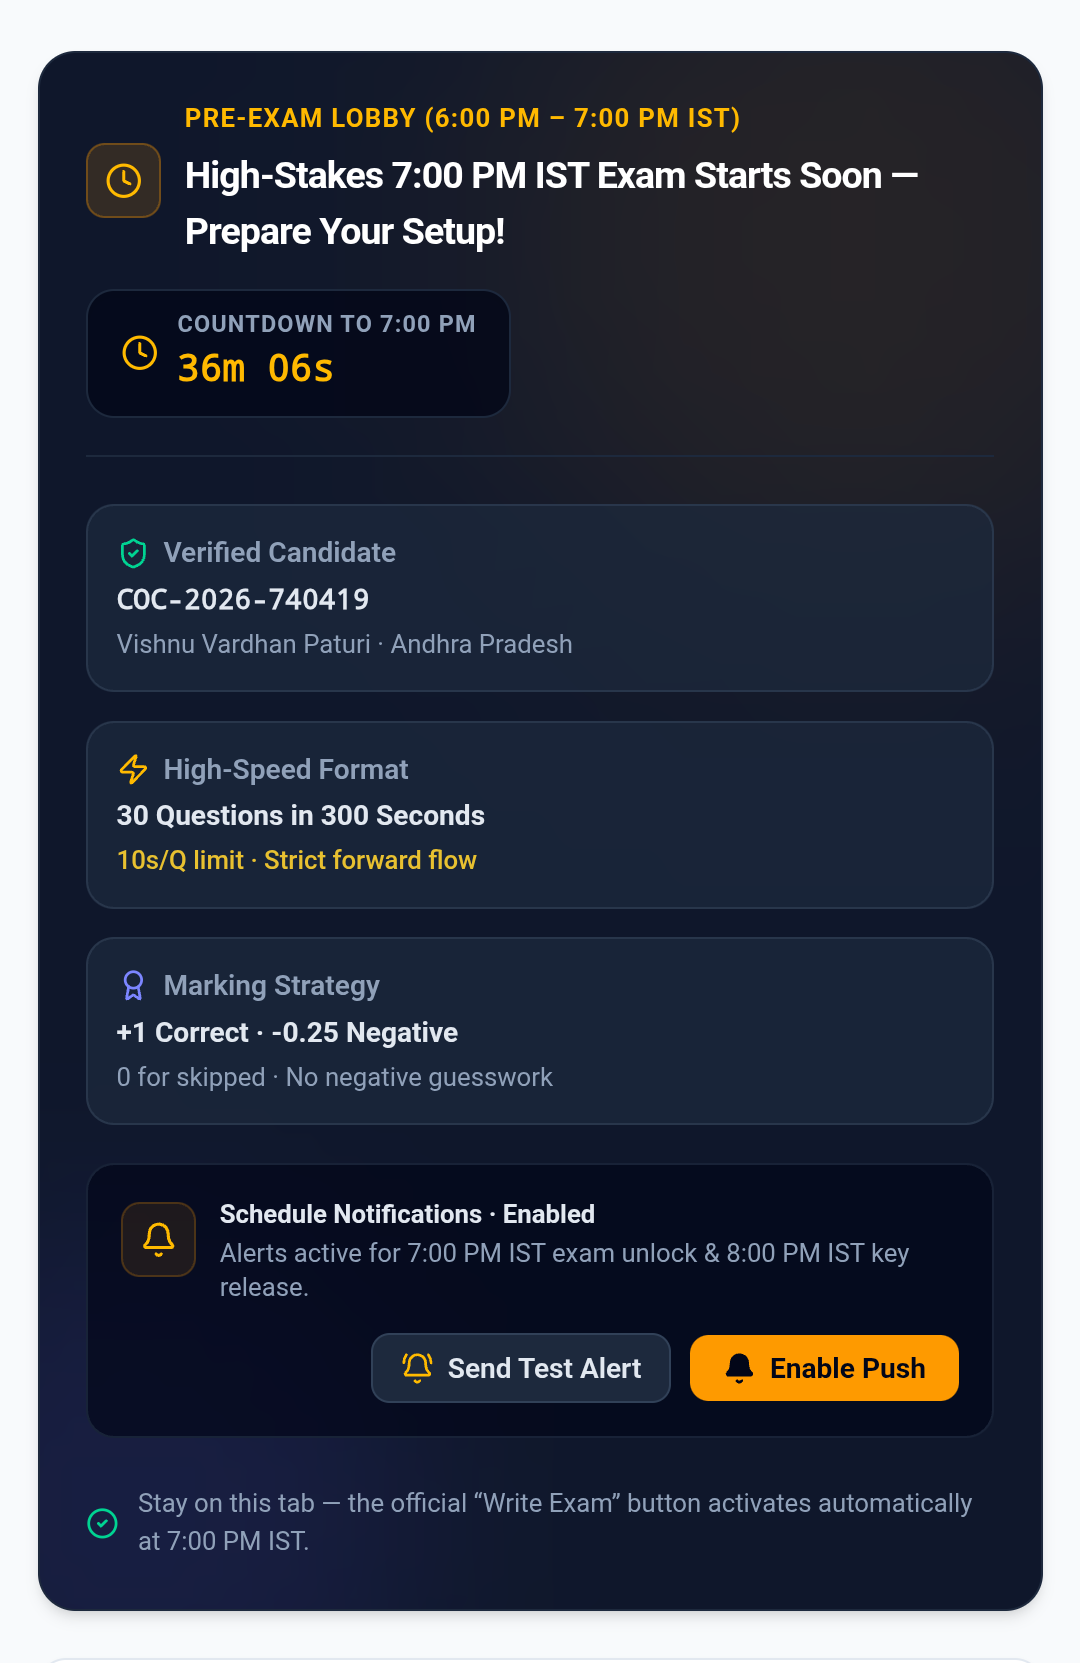 PRE-EXAM LOBBY (6:00 PM – 7:00 PM IST)
High-Stakes 7:00 PM IST Exam Starts Soon —
Prepare Your Setup!
COUNTDOWN TO 7:00 PM
36m 06s
Verified Candidate
COC-2026-740419
Vishnu Vardhan Paturi · Andhra Pradesh
High-Speed Format
30 Questions in 300 Seconds
10s/Q limit · Strict forward flow
Marking Strategy
+1 Correct · -0.25 Negative
0 for skipped · No negative guesswork
Schedule Notifications · Enabled
Alerts active for 7:00 PM IST exam unlock & 8:00 PM IST key
release.
Send Test Alert
Enable Push
Stay on this tab — the official “Write Exam” button activates automatically
at 7:00 PM IST.